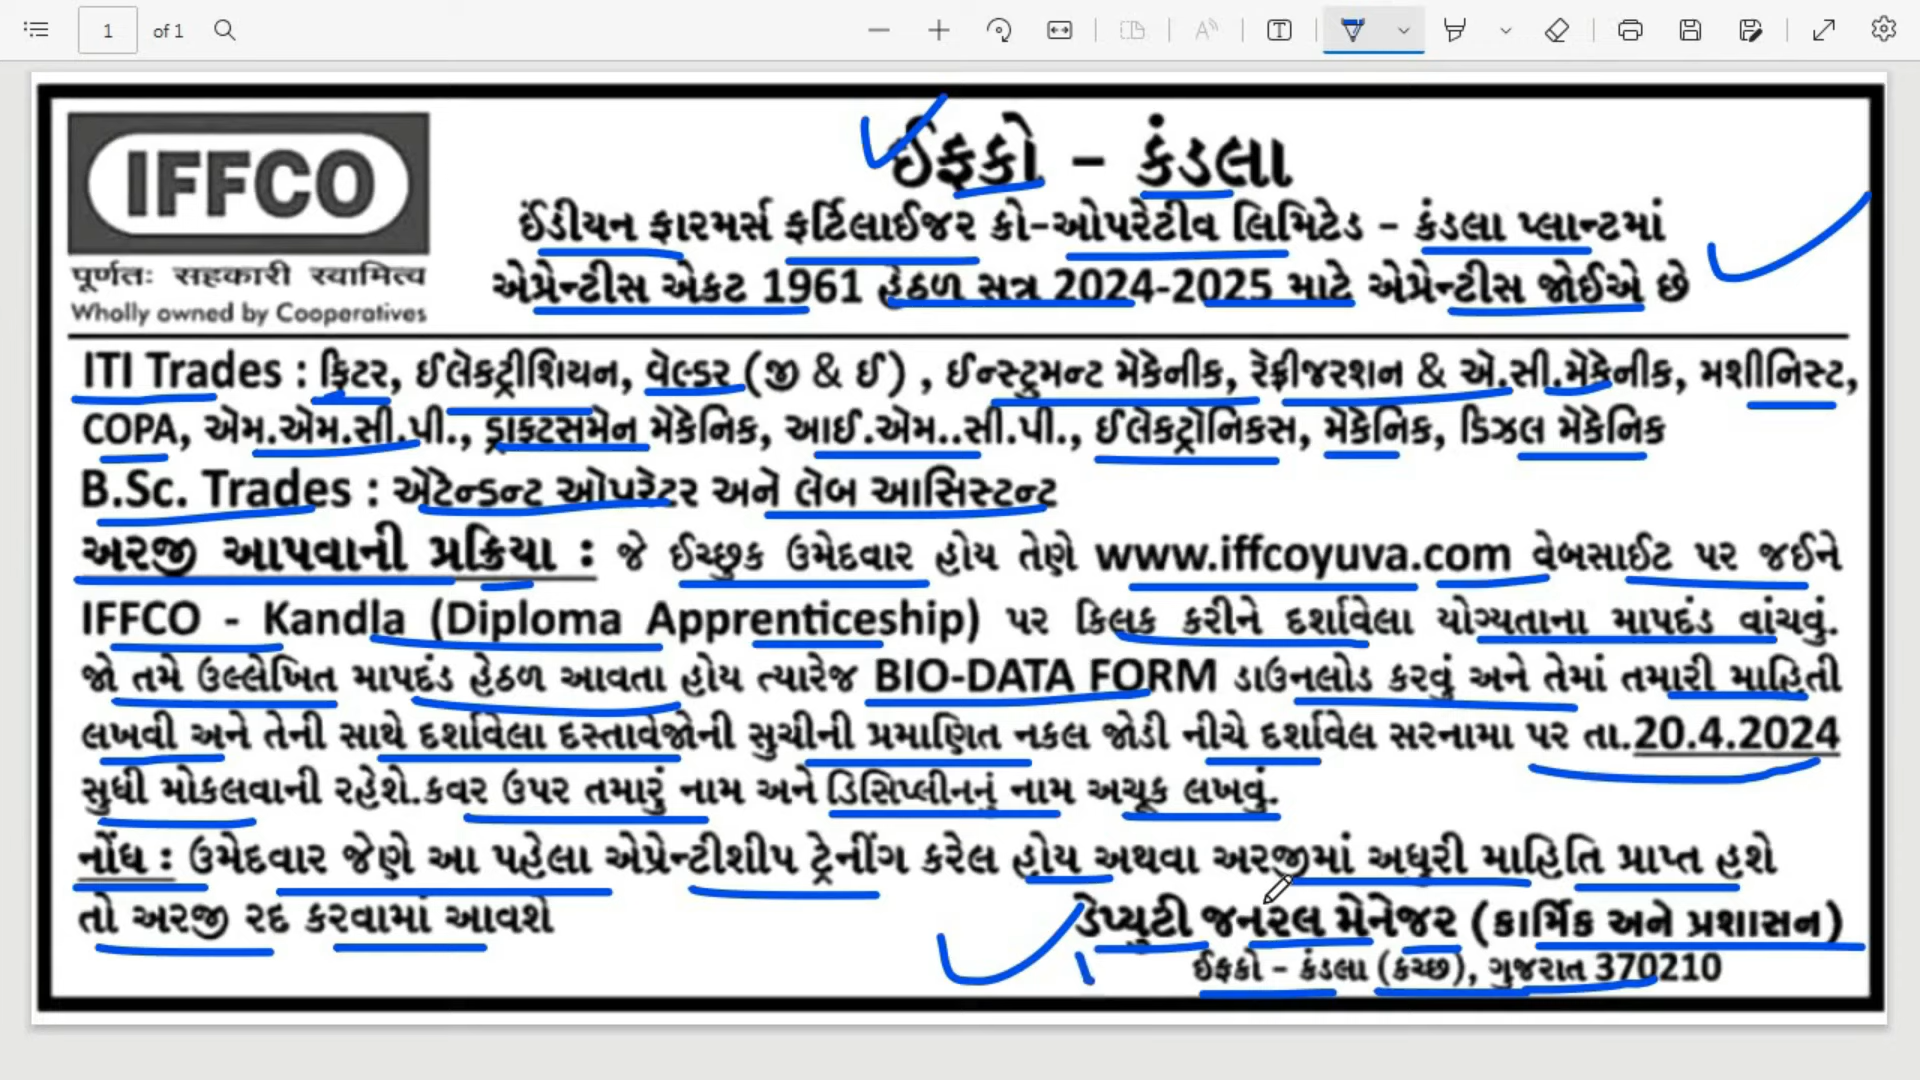 1 of 1
IFFCO
पूर्णतः सहकारी स्वामित्व
Wholly owned by Cooperatives
ઈફકો – કંડલા
ઈંડીયન ફારમર્સ ફર્ટિલાઈજર કો-ઓપરેટીવ લિમિટેડ - કંડલા પ્લાન્ટમાં
એપ્રેન્ટીસ એકટ 1961 હેઠળ સત્ર 2024-2025 માટે એપ્રેન્ટીસ જોઈએ છે
ITI Trades : ફિટર, ઈલેકટ્રીશિયન, વેલ્ડર (જી & ઈ) , ઈન્સ્ટ્રુમન્ટ મેકેનીક, રેફ્રીજરશન & એ.સી.મેકેનીક, મશીનિસ્ટ,
COPA, એમ.એમ.સી.પી., ડ્રાફટસમેન મેકેનિક, આઈ.એમ..સી.પી., ઈલેકટ્રોનિકસ, મેકેનિક, ડિઝલ મેકેનિક
B.Sc. Trades : એટેન્ડન્ટ ઓપરેટર અને લેબ આસિસ્ટન્ટ
અરજી આપવાની પ્રક્રિયા : જે ઈચ્છુક ઉમેદવાર હોય તેણે www.iffcoyuva.com વેબસાઈટ પર જઈને
IFFCO - Kandla (Diploma Apprenticeship) પર કિલક કરીને દર્શાવેલા યોગ્યતાના માપદંડ વાંચવું.
જો તમે ઉલ્લેખિત માપદંડ હેઠળ આવતા હોય ત્યારેજ BIO-DATA FORM ડાઉનલોડ કરવું અને તેમાં તમારી માહિતી
લખવી અને તેની સાથે દર્શાવેલા દસ્તાવેજોની સુચીની પ્રમાણિત નકલ જોડી નીચે દર્શાવેલ સરનામા પર તા.20.4.2024
સુધી મોકલવાની રહેશે.કવર ઉપર તમારું નામ અને ડિસિપ્લીનનું નામ અચૂક લખવું.
નોંધ : ઉમેદવાર જેણે આ પહેલા એપ્રેન્ટીશીપ ટ્રેનીંગ કરેલ હોય અથવા અરજીમાં અધુરી માહિતિ પ્રાપ્ત હશે
તો અરજી રદ કરવામાં આવશે
ડેપ્યુટી જનરલ મેનેજર (કાર્મિક અને પ્રશાસન)
ઈફકો - કંડલા (કચ્છ), ગુજરાત 370210